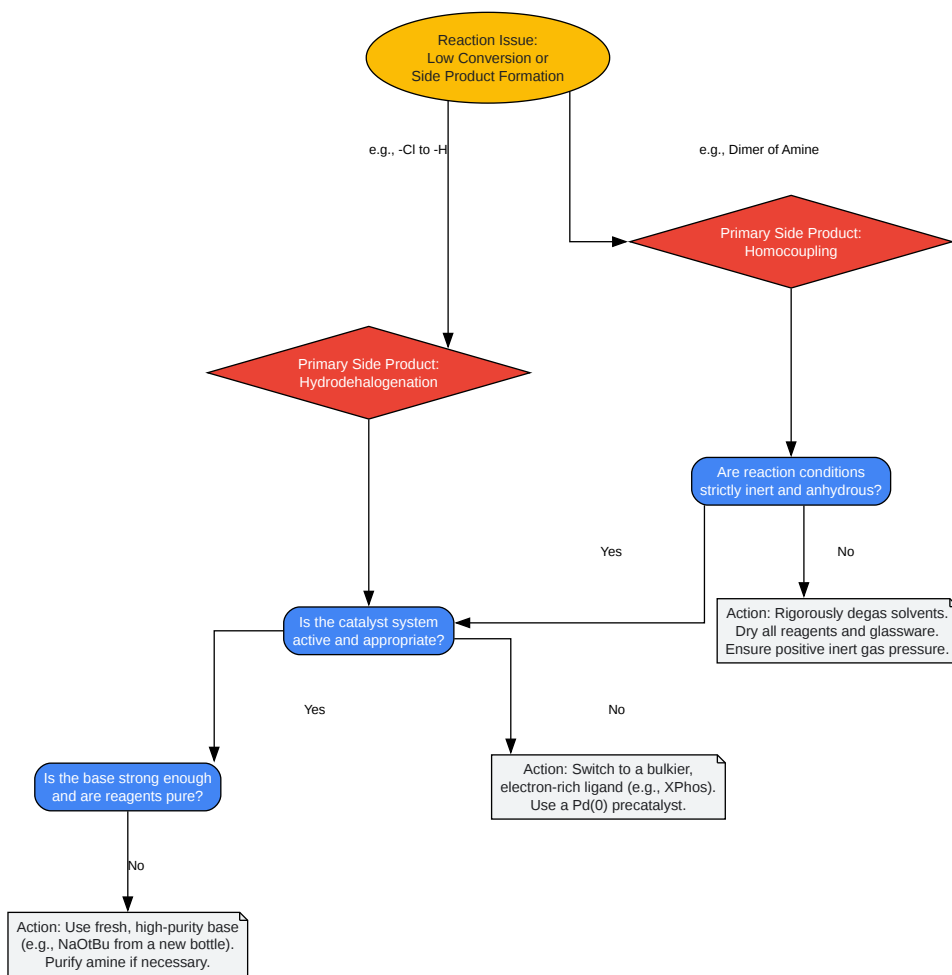 Reaction Issue:
Low Conversion or
Side Product Formation
e.g., -Cl to -H
e.g., Dimer of Amine
Primary Side Product:
Homocoupling
Primary Side Product:
Hydrodehalogenation
Are reaction conditions
strictly inert and anhydrous?
Yes
No
Action: Rigorously degas solvents.
Dry all reagents and glassware.
Ensure positive inert gas pressure.
Is the catalyst system
active and appropriate?
Yes
No
Action: Switch to a bulkier,
electron-rich ligand (e.g., XPhos).
Use a Pd(0) precatalyst.
Is the base strong enough
and are reagents pure?
No
Action: Use fresh, high-purity base
(e.g., NaOtBu from a new bottle).
Purify amine if necessary.